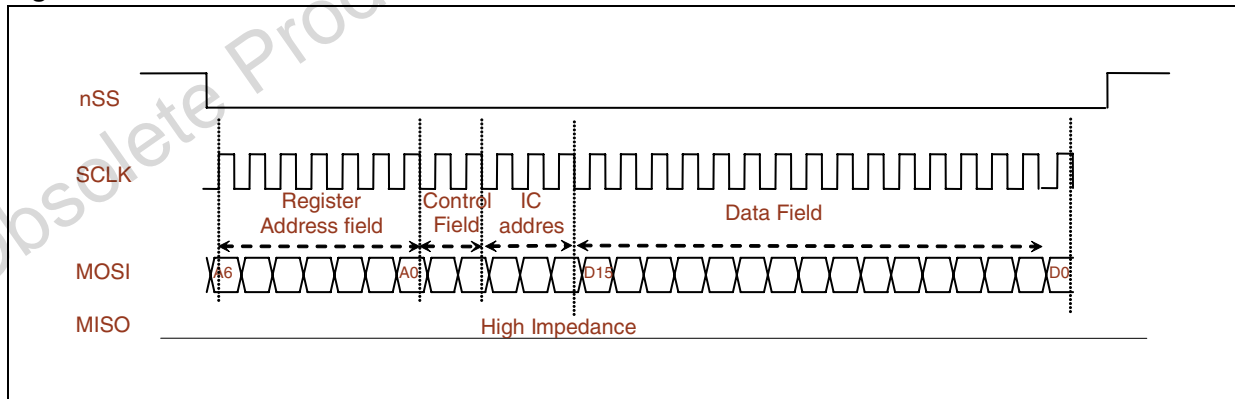 Obsolete Prod
nSS
SCLK
Register
Address field
Control
Field
IC
addres
Data Field
MOSI
A6
A0
D15
D0
MISO
High Impedance